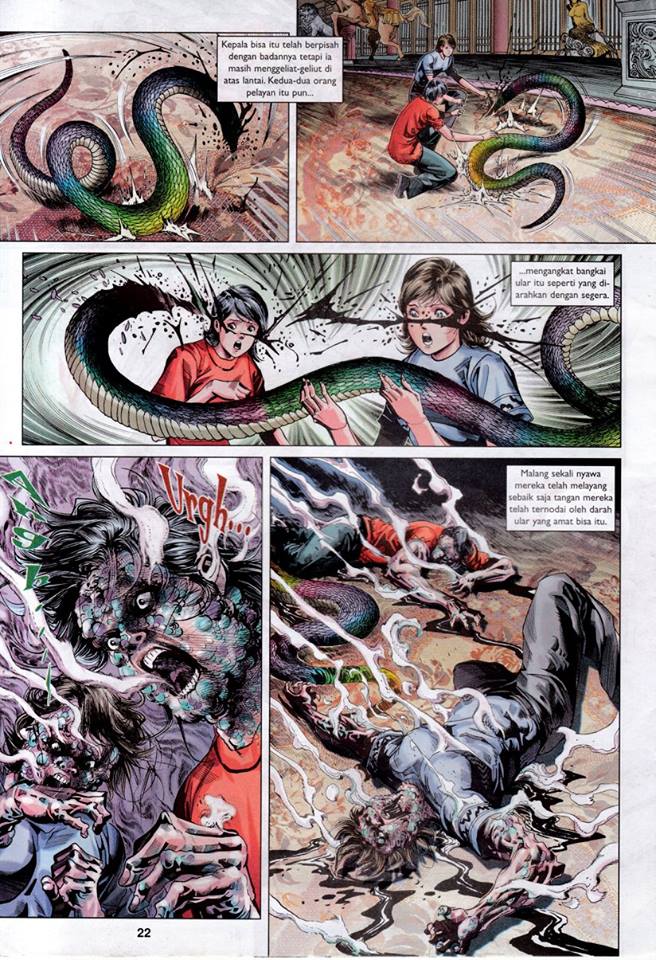 Kepala bisa itu telah berpisah
dengan badannya tetapi ia
masih menggeliat-geliut di
atas lantai. Kedua-dua orang
pelayan itu pun...
...mengangkat bangkai
ular itu seperti yang di-
arahkan dengan segera.
Argh...
Urgh...
Malang sekali nyawa
mereka telah melayang
sebaik saja tangan mereka
telah ternodai oleh darah
ular yang amat bisa itu.
22